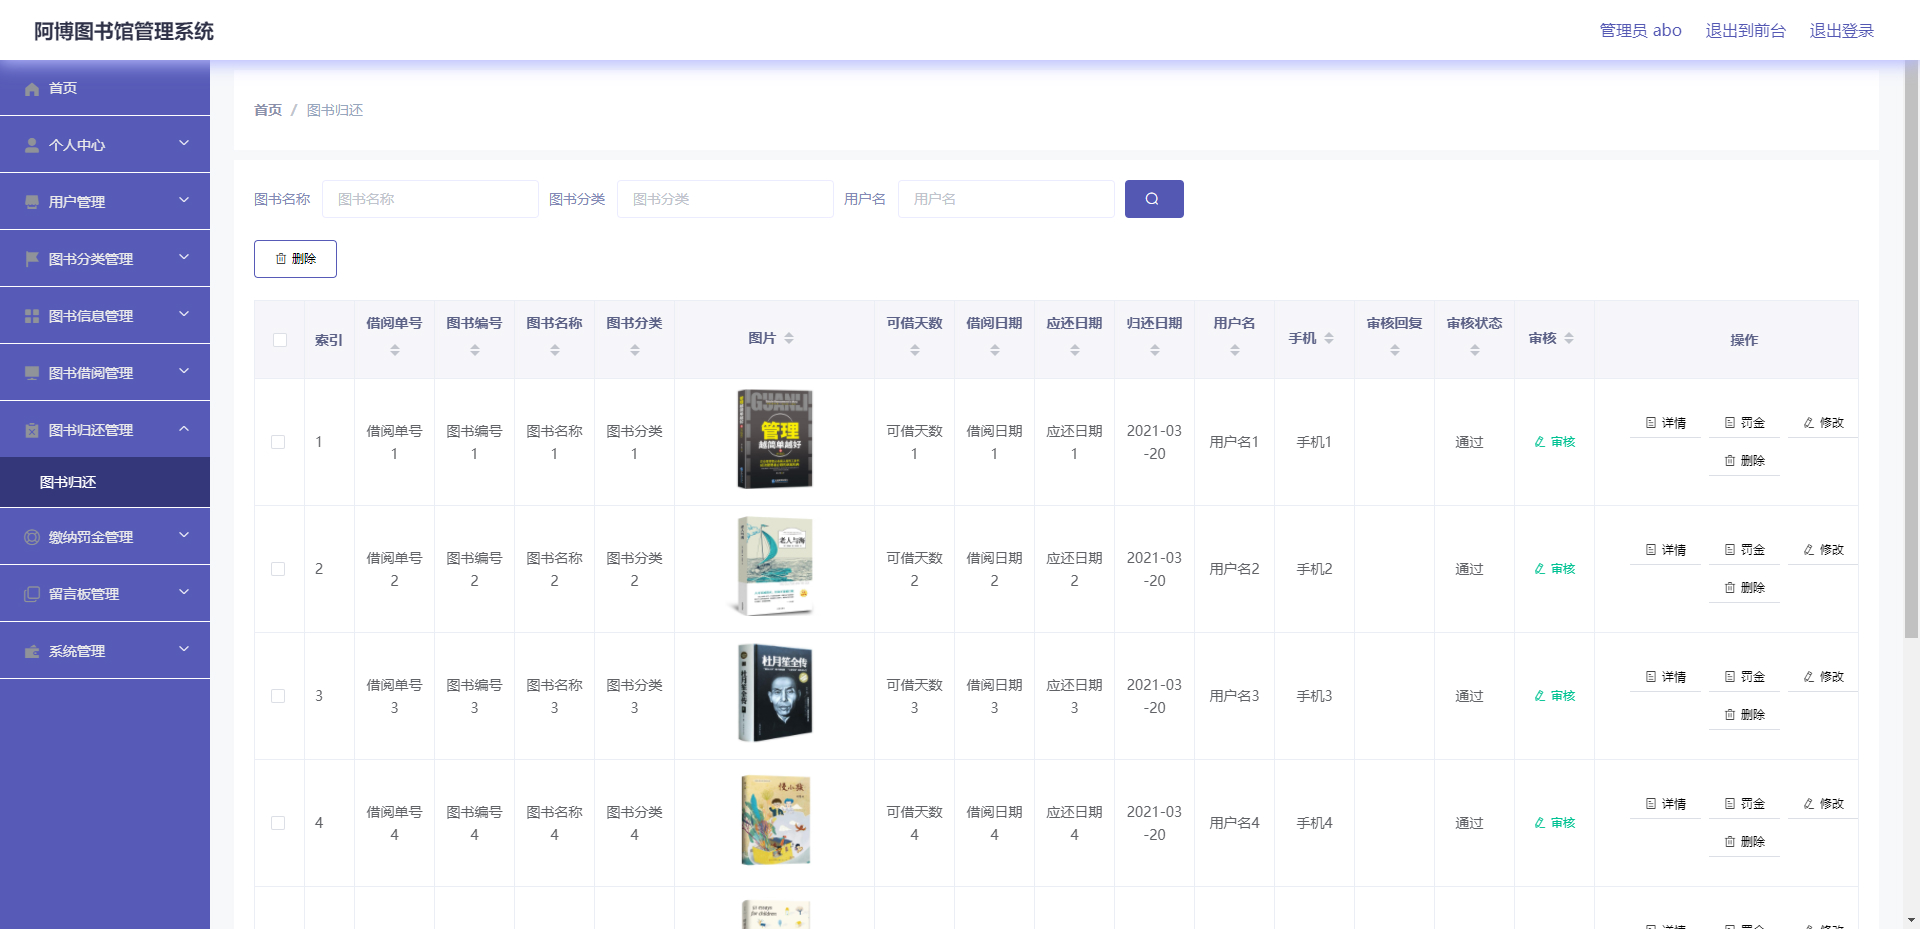 阿博图书馆管理系统
管理员 abo 退出到前台 退出登录
首页
个人中心
用户管理
图书分类管理
图书信息管理
图书借阅管理
图书归还管理
图书归还
缴纳罚金管理
留言板管理
系统管理
首页 / 图书归还
图书名称 图书名称 图书分类 图书分类 用户名 用户名
删除
索引 借阅单号 图书编号 图书名称 图书分类 图片 可借天数 借阅日期 应还日期 归还日期 用户名 手机 审核回复 审核状态 审核 操作
1 借阅单号1 图书编号1 图书名称1 图书分类1 可借天数1 借阅日期1 应还日期1 2021-03-20 用户名1 手机1 通过 审核 详情 罚金 修改 删除
GUANLI
管理
越简单越好
2 借阅单号2 图书编号2 图书名称2 图书分类2 可借天数2 借阅日期2 应还日期2 2021-03-20 用户名2 手机2 通过 审核 详情 罚金 修改 删除
老人与海
3 借阅单号3 图书编号3 图书名称3 图书分类3 可借天数3 借阅日期3 应还日期3 2021-03-20 用户名3 手机3 通过 审核 详情 罚金 修改 删除
杜月笙全传
杜月笙全传
4 借阅单号4 图书编号4 图书名称4 图书分类4 可借天数4 借阅日期4 应还日期4 2021-03-20 用户名4 手机4 通过 审核 详情 罚金 修改 删除
for children
详情 罚金 修改